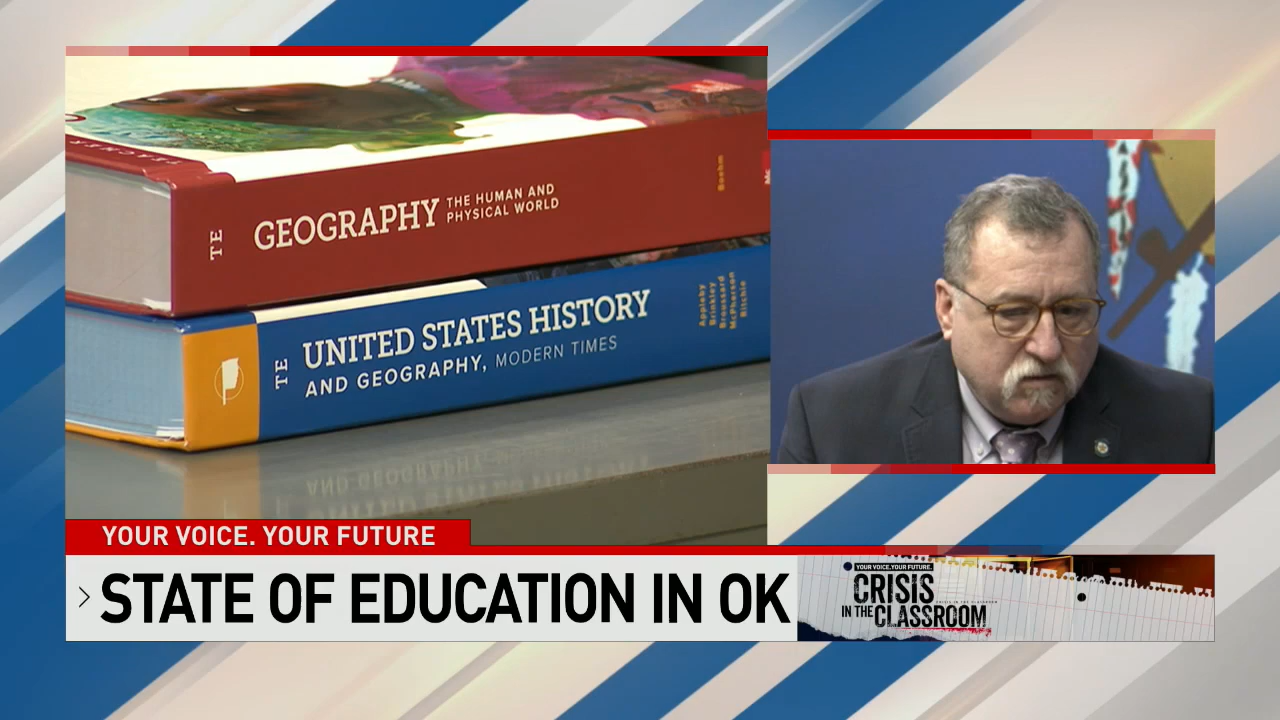 TEACHER
TE
GEOGRAPHY
THE HUMAN AND
PHYSICAL WORLD
Boehm
TE
UNITED STATES HISTORY
AND GEOGRAPHY, MODERN TIMES
Appleby
Brinkley
Broussard
McPherson
Ritchie
YOUR VOICE. YOUR FUTURE
STATE OF EDUCATION IN OK
YOUR VOICE.YOUR FUTURE.
CRISIS
IN THE CLASSROOM